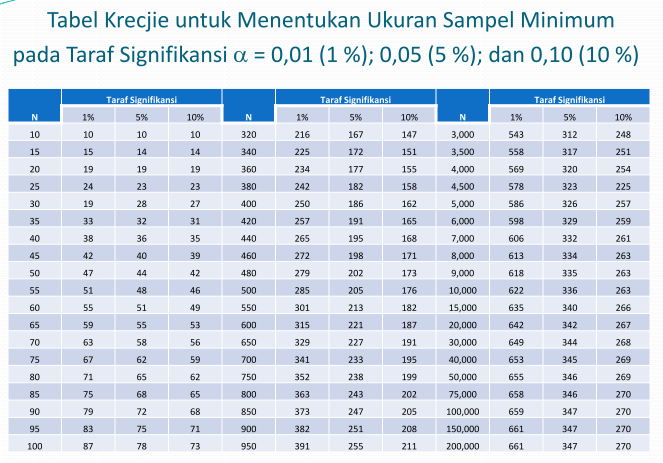 Tabel Krecjie untuk Menentukan Ukuran Sampel Minimum
pada Taraf Signifikansi α = 0,01 (1 %); 0,05 (5 %); dan 0,10 (10 %)
N Taraf Signifikansi N Taraf Signifikansi N Taraf Signifikansi
1% 5% 10% 1% 5% 10% 1% 5% 10%
10 10 10 10 320 216 167 147 3,000 543 312 248
15 15 14 14 340 225 172 151 3,500 558 317 251
20 19 19 19 360 234 177 155 4,000 569 320 254
25 24 23 23 380 242 182 158 4,500 578 323 225
30 19 28 27 400 250 186 162 5,000 586 326 257
35 33 32 31 420 257 191 165 6,000 598 329 259
40 38 36 35 440 265 195 168 7,000 606 332 261
45 42 40 39 460 272 198 171 8,000 613 334 263
50 47 44 42 480 279 202 173 9,000 618 335 263
55 51 48 46 500 285 205 176 10,000 622 336 263
60 55 51 49 550 301 213 182 15,000 635 340 266
65 59 55 53 600 315 221 187 20,000 642 342 267
70 63 58 56 650 329 227 191 30,000 649 344 268
75 67 62 59 700 341 233 195 40,000 653 345 269
80 71 65 62 750 352 238 199 50,000 655 346 269
85 75 68 65 800 363 243 202 75,000 658 346 270
90 79 72 68 850 373 247 205 100,000 659 347 270
95 83 75 71 900 382 251 208 150,000 661 347 270
100 87 78 73 950 391 255 211 200,000 661 347 270